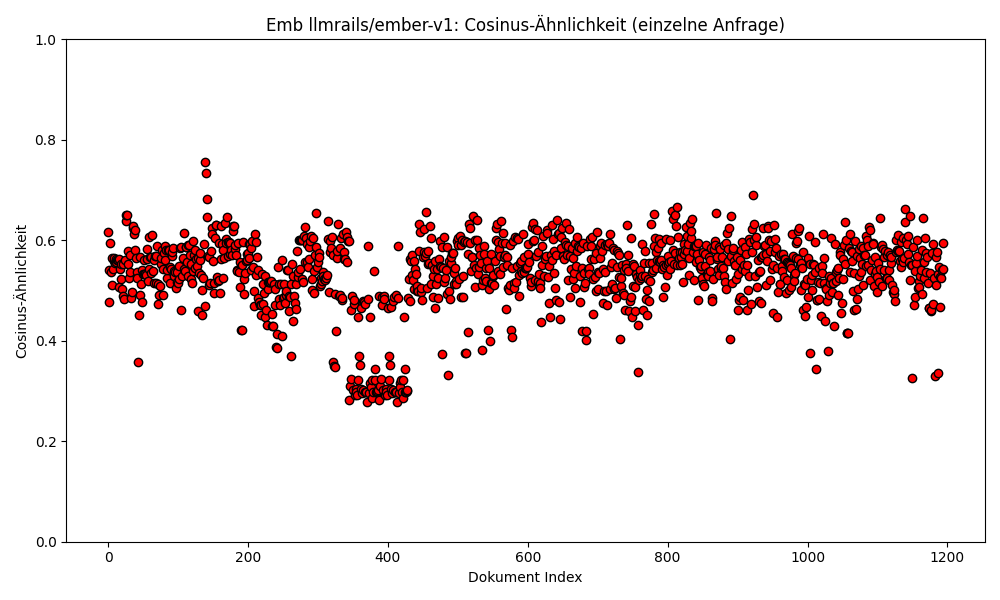 Emb llmrails/ember-v1: Cosinus-Ähnlichkeit (einzelne Anfrage)
1.0
0.8
0.6
0.4
0.2
0.0
Cosinus-Ähnlichkeit
0 200 400 600 800 1000 1200
Dokument Index